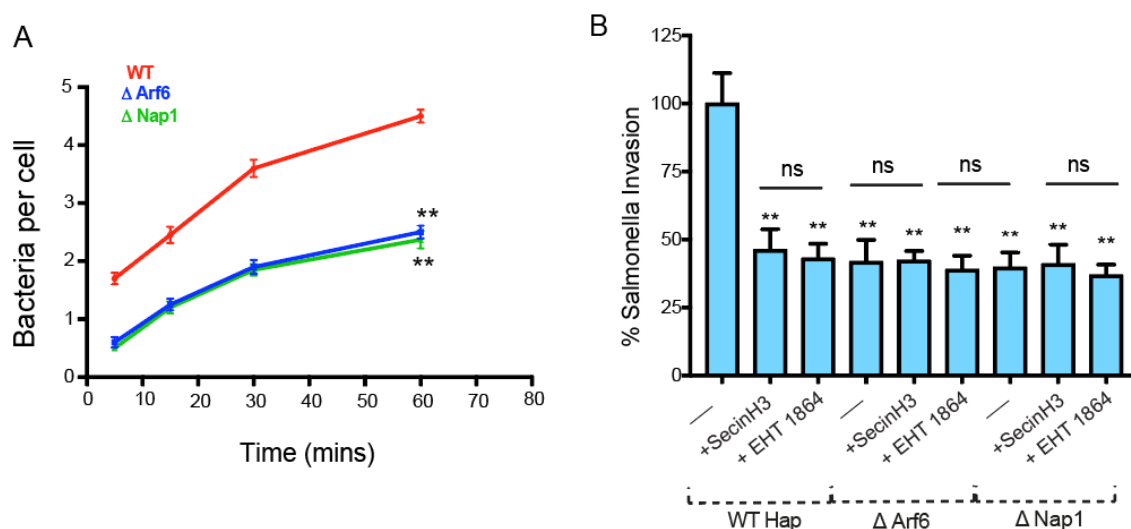 A
WT
Δ Arf6
Δ Nap1
Bacteria per cell
5
4
3
2
1
0
**
**
0 10 20 30 40 50 60 70 80
Time (mins)
B
% Salmonella Invasion
125
100
75
50
25
0
ns ns ns ns
** ** ** ** ** ** ** **
— +SecinH3 + EHT 1864 — +SecinH3 + EHT 1864 — +SecinH3 + EHT 1864
WT Hap Δ Arf6 Δ Nap1